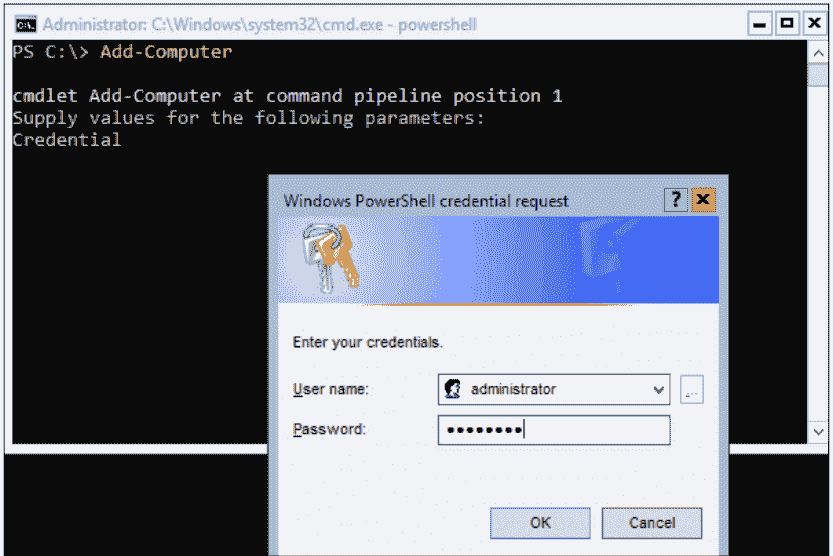 Administrator: C:\Windows\system32\cmd.exe - powershell
PS C:\> Add-Computer
cmdlet Add-Computer at command pipeline position 1
Supply values for the following parameters:
Credential
Windows PowerShell credential request
Enter your credentials.
User name: administrator
Password: ••••••••
OK Cancel